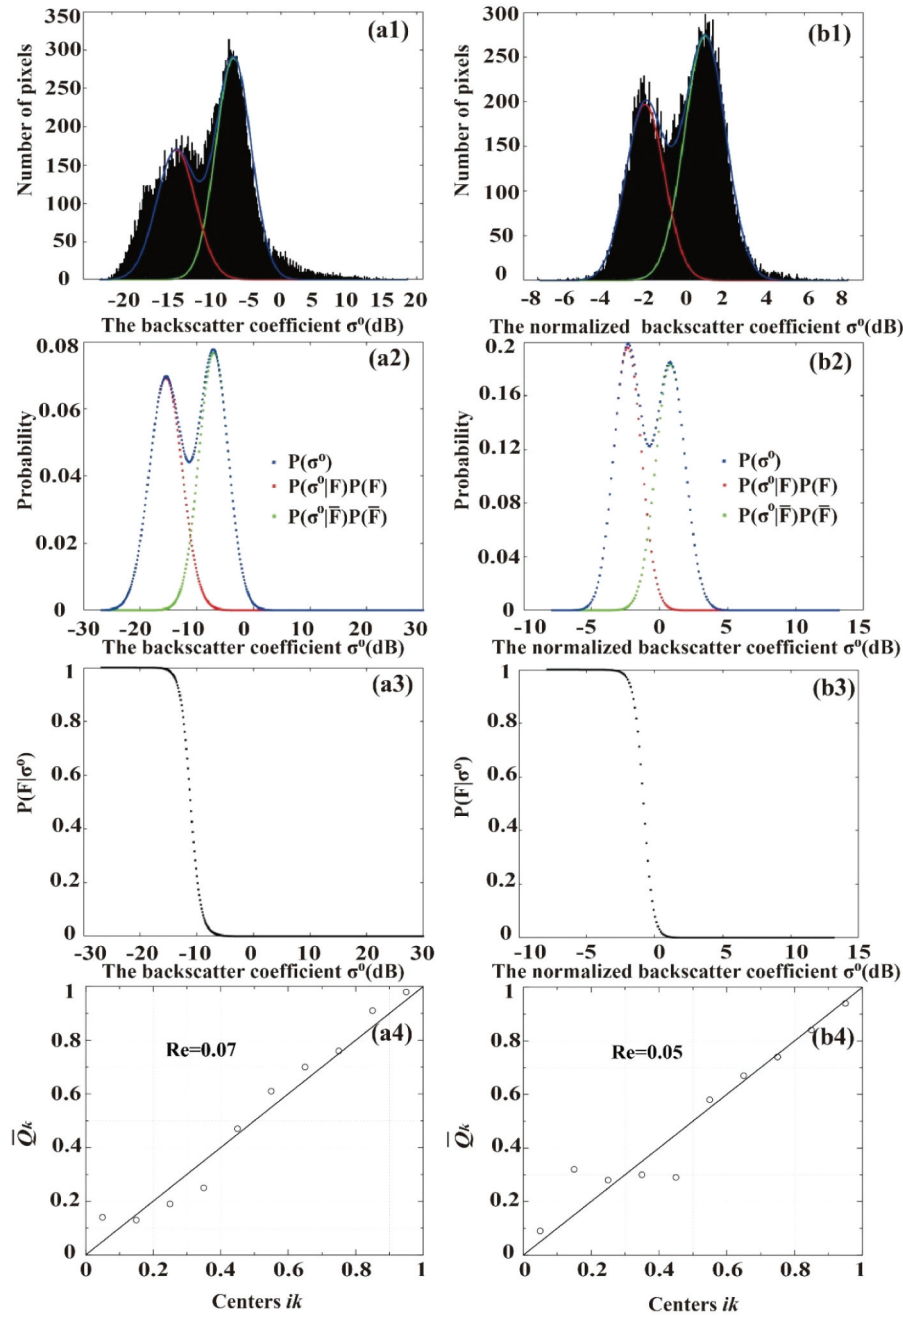 (a1)
Number of pixels
350
300
250
200
150
100
50
0
-20 -15 -10 -5 0 5 10 15 20
The backscatter coefficient σ⁰(dB)
(b1)
Number of pixels
300
250
200
150
300
50
0
-8 -6 -4 -2 0 2 4 6 8
The normalized backscatter coefficient σ⁰(dB)
(a2)
Probability
0.08
0.06
0.04
0.02
0
P(σ⁰)
P(σ⁰|F)P(F)
P(σ⁰|F̅)P(F̅)
-30 -20 -10 0 10 20 30
The backscatter coefficient σ⁰(dB)
(b2)
Probability
0.2
0.16
0.12
0.08
0.04
0
P(σ⁰)
P(σ⁰|F)P(F)
P(σ⁰|F̅)P(F̅)
-10 -5 0 5 10 15
The normalized backscatter coefficient σ⁰(dB)
(a3)
P(F|σ⁰)
1
0.8
0.6
0.4
0.2
0
-30 -20 -10 0 10 20 30
The backscatter coefficient σ⁰(dB)
(b3)
P(F|σ⁰)
1
0.8
0.6
0.4
0.2
0
-10 -5 0 5 10 15
The normalized backscatter coefficient σ⁰(dB)
(a4)
Re=0.07
Q̅k
1
0.8
0.6
0.4
0.2
0
0 0.2 0.4 0.6 0.8 1
Centers ik
(b4)
Re=0.05
Q̅k
1
0.8
0.6
0.4
0.2
0
0 0.2 0.4 0.6 0.8 1
Centers ik